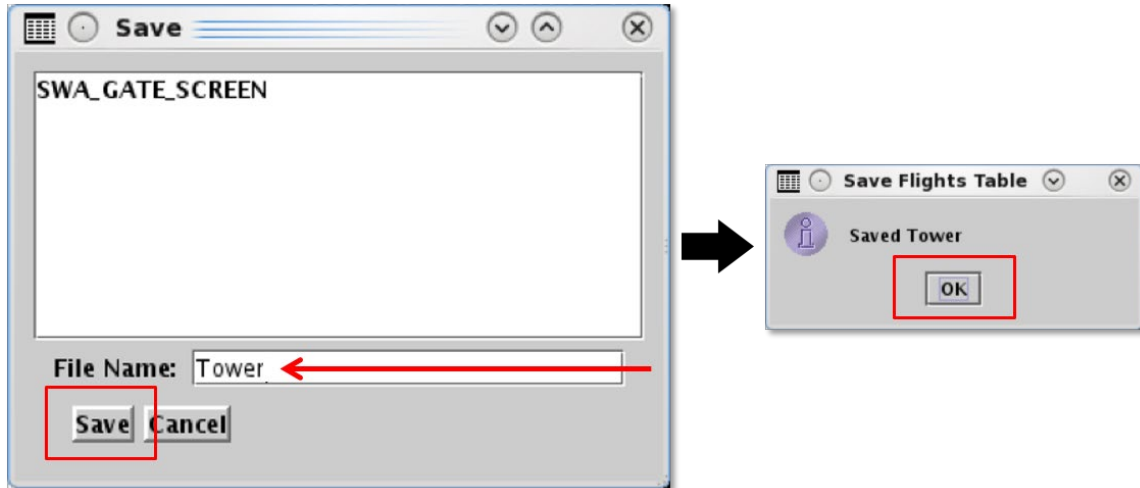 Save
SWA_GATE_SCREEN
File Name: Tower
Save Cancel
Save Flights Table
Saved Tower
OK